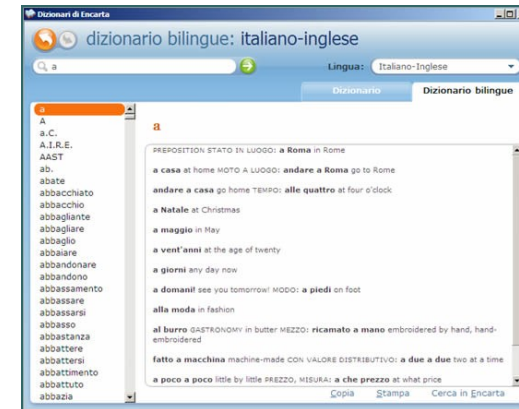 Dizionari di Encarta
dizionario bilingue: italiano-inglese
a
Lingua: Italiano-Inglese
Dizionario
Dizionario bilingue
a
A
a.C.
A.I.R.E.
AAST
ab.
abate
abbacchiato
abbacchio
abbagliante
abbagliare
abbaglio
abbaiare
abbandonare
abbandono
abbassamento
abbassare
abbassarsi
abbasso
abbastanza
abbattere
abbattersi
abbattimento
abbattuto
abbazia
a
PREPOSITION STATO IN LUOGO: a Roma in Rome
a casa at home MOTO A LUOGO: andare a Roma go to Rome
andare a casa go home TEMPO: alle quattro at four o'clock
a Natale at Christmas
a maggio in May
a vent'anni at the age of twenty
a giorni any day now
a domani! see you tomorrow! MODO: a piedi on foot
alla moda in fashion
al burro GASTRONOMY in butter MEZZO: ricamato a mano embroidered by hand, hand-
embroidered
fatto a macchina machine-made CON VALORE DISTRIBUTIVO: a due a due two at a time
a poco a poco little by little PREZZO, MISURA: a che prezzo at what price
Copia Stampa Cerca in Encarta